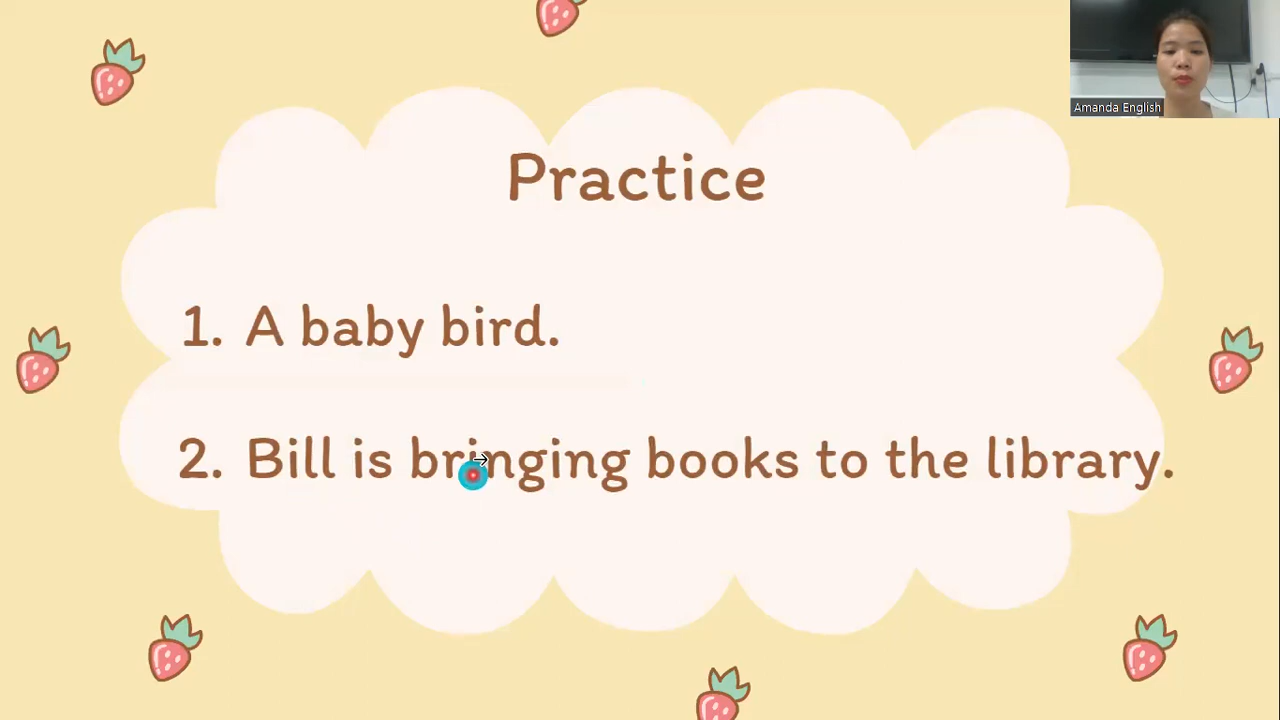 Amanda English
Practice
1. A baby bird.
2. Bill is bringing books to the library.